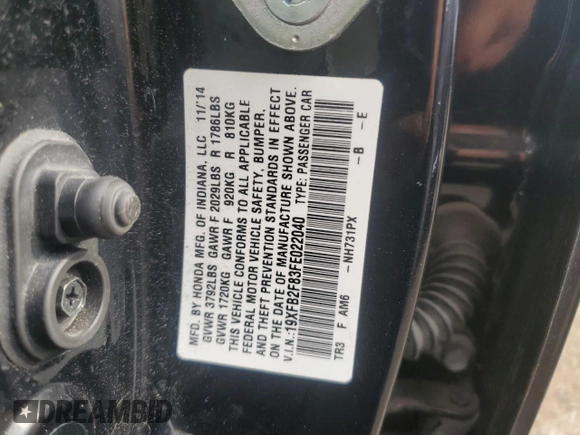 MFD. BY HONDA MFG. OF INDIANA, LLC 11/'14
GVWR 3792LBS GAWR F 2029LBS R 1786LBS
GVWR 1720KG GAWR F 920KG R 810KG
THIS VEHICLE CONFORMS TO ALL APPLICABLE
FEDERAL MOTOR VEHICLE SAFETY, BUMPER,
AND THEFT PREVENTION STANDARDS IN EFFECT
ON THE DATE OF MANUFACTURE SHOWN ABOVE.
V.I.N.:19XFB2F83FE022040 TYPE: PASSENGER CAR
TR3 F AM6 -NH731PX -B -E
DREAMBID